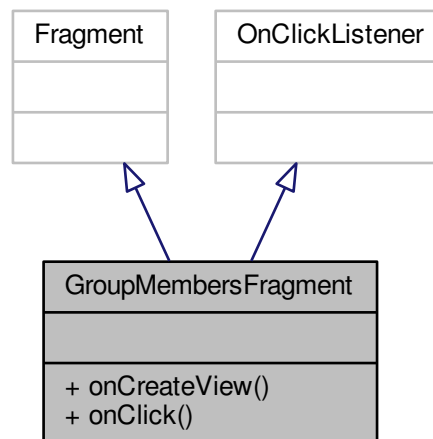 Fragment
OnClickListener
GroupMembersFragment
+ onCreateView()
+ onClick()